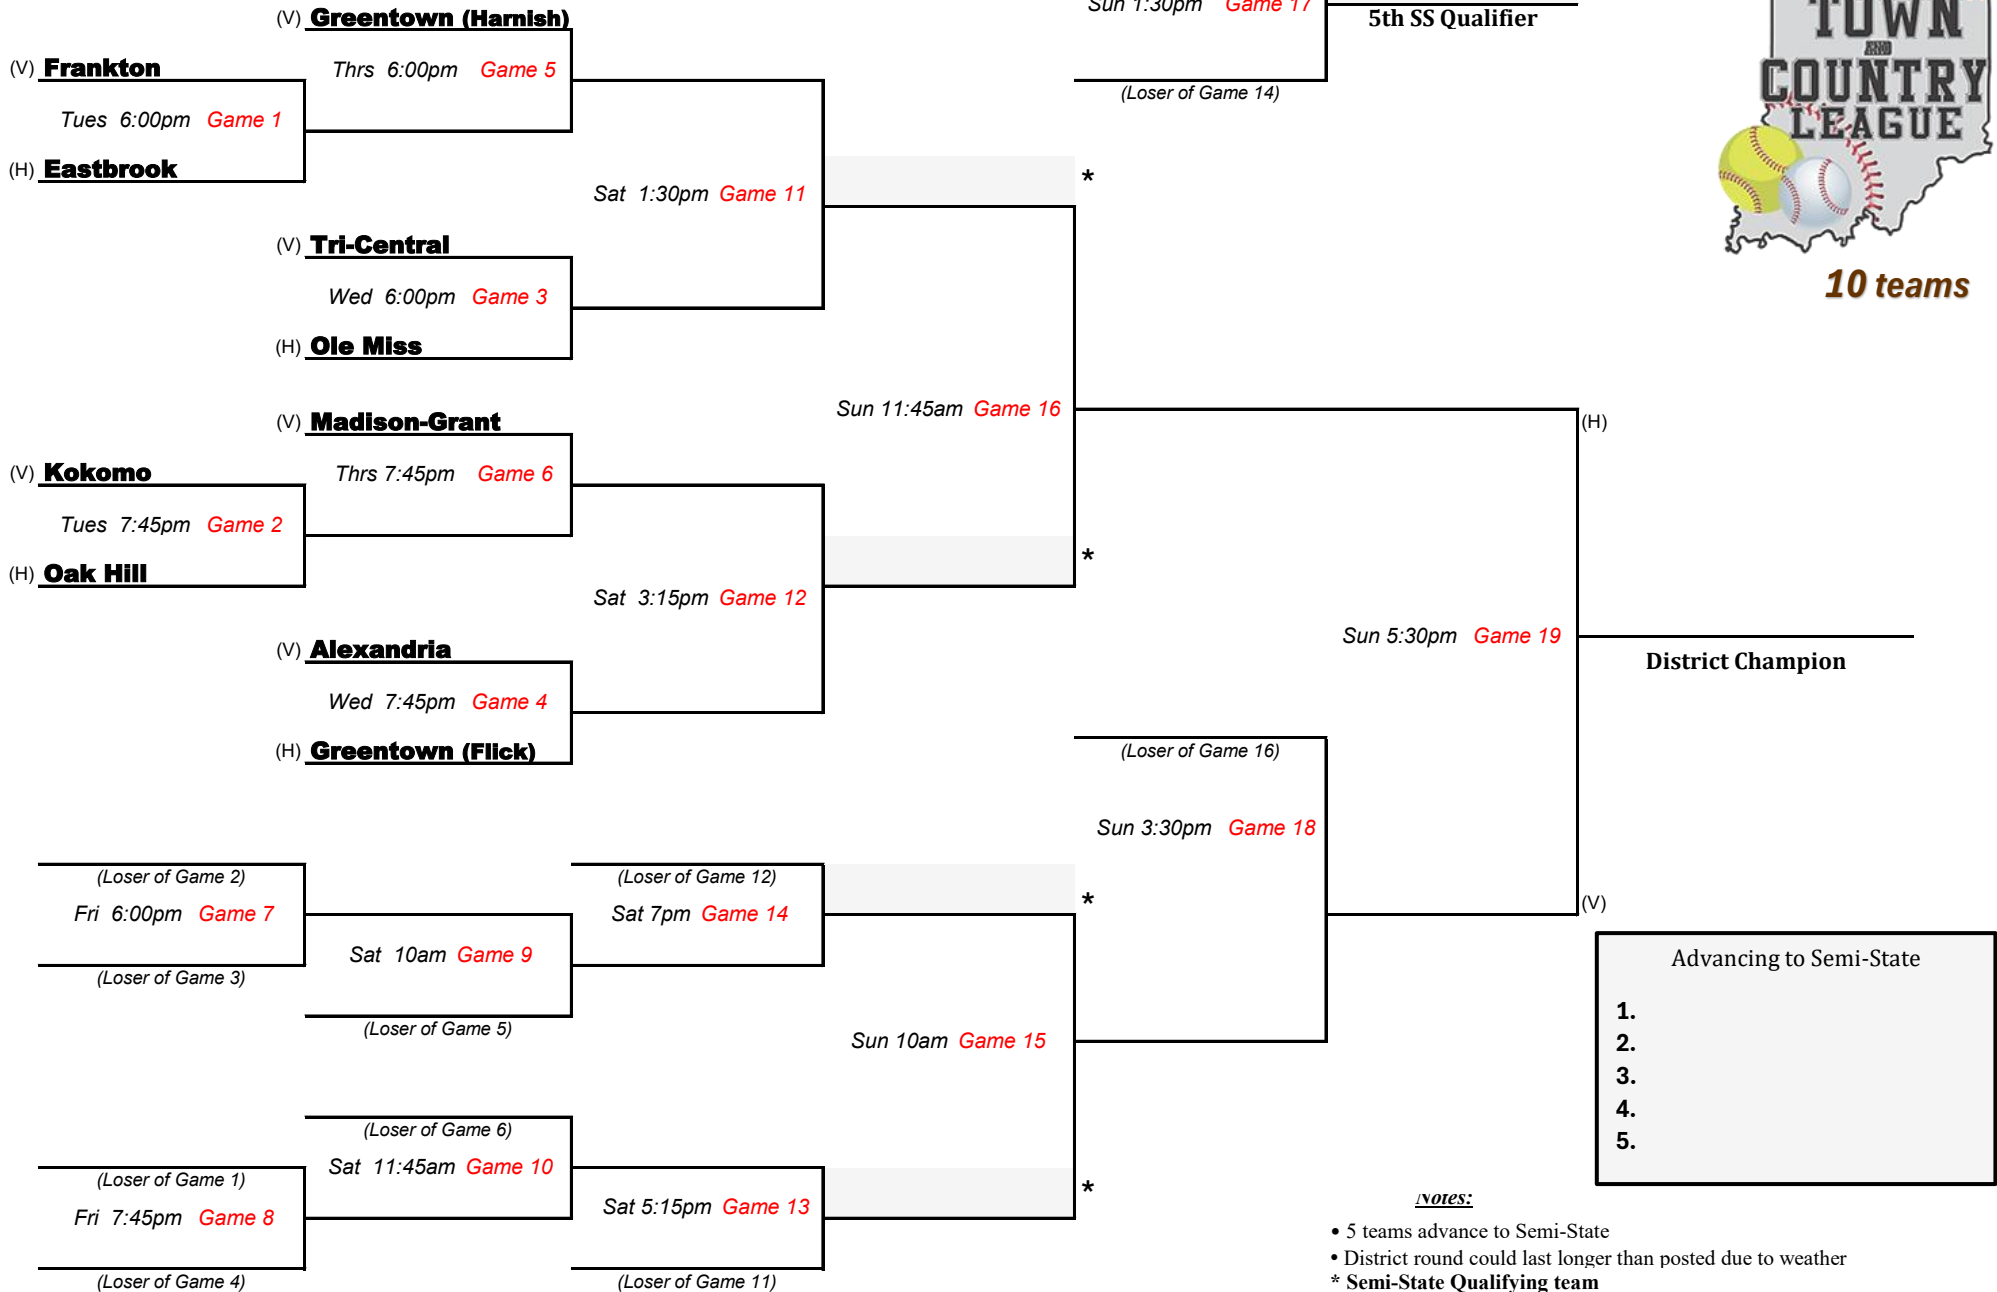 (V) Greentown (Harnish)
Sun 1:30pm Game 17
5th SS Qualifier
TOWN
AND
COUNTRY
LEAGUE
(V) Frankton
Thrs 6:00pm Game 5
(Loser of Game 14)
Tues 6:00pm Game 1
(H) Eastbrook
*
Sat 1:30pm Game 11
(V) Tri-Central
10 teams
Wed 6:00pm Game 3
(H) Ole Miss
Sun 11:45am Game 16
(V) Madison-Grant
(H)
(V) Kokomo
Thrs 7:45pm Game 6
Tues 7:45pm Game 2
*
(H) Oak Hill
Sat 3:15pm Game 12
Sun 5:30pm Game 19
(V) Alexandria
District Champion
Wed 7:45pm Game 4
(H) Greentown (Flick)
(Loser of Game 16)
Sun 3:30pm Game 18
(Loser of Game 2)
(Loser of Game 12)
*
(V)
Fri 6:00pm Game 7
Sat 7pm Game 14
Sat 10am Game 9
(Loser of Game 3)
(Loser of Game 5)
Sun 10am Game 15
Advancing to Semi-State
1.
2.
3.
4.
5.
(Loser of Game 6)
Sat 11:45am Game 10
(Loser of Game 1)
*
Fri 7:45pm Game 8
Sat 5:15pm Game 13
(Loser of Game 4)
(Loser of Game 11)
Notes:
• 5 teams advance to Semi-State
• District round could last longer than posted due to weather
* Semi-State Qualifying team